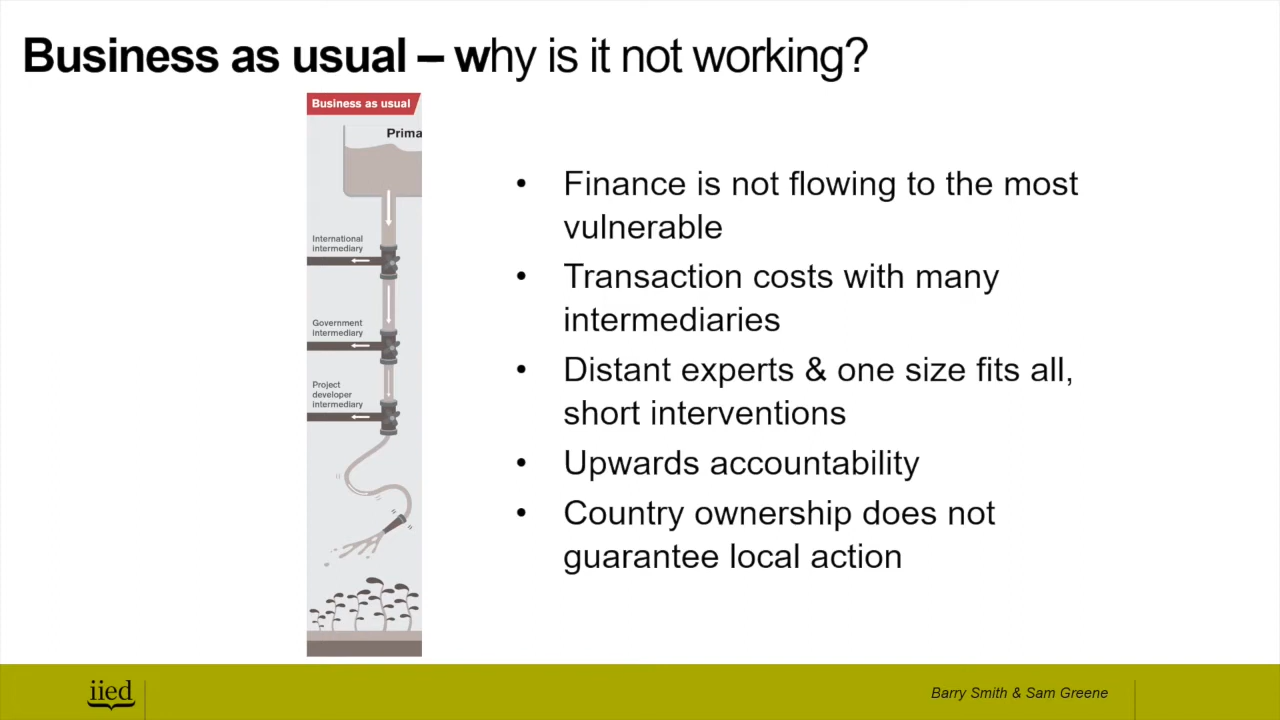 Business as usual – why is it not working?
Business as usual
Prima
International
intermediary
Government
intermediary
Project
developer
intermediary
• Finance is not flowing to the most
vulnerable
• Transaction costs with many
intermediaries
• Distant experts & one size fits all,
short interventions
• Upwards accountability
• Country ownership does not
guarantee local action
iied
Barry Smith & Sam Greene